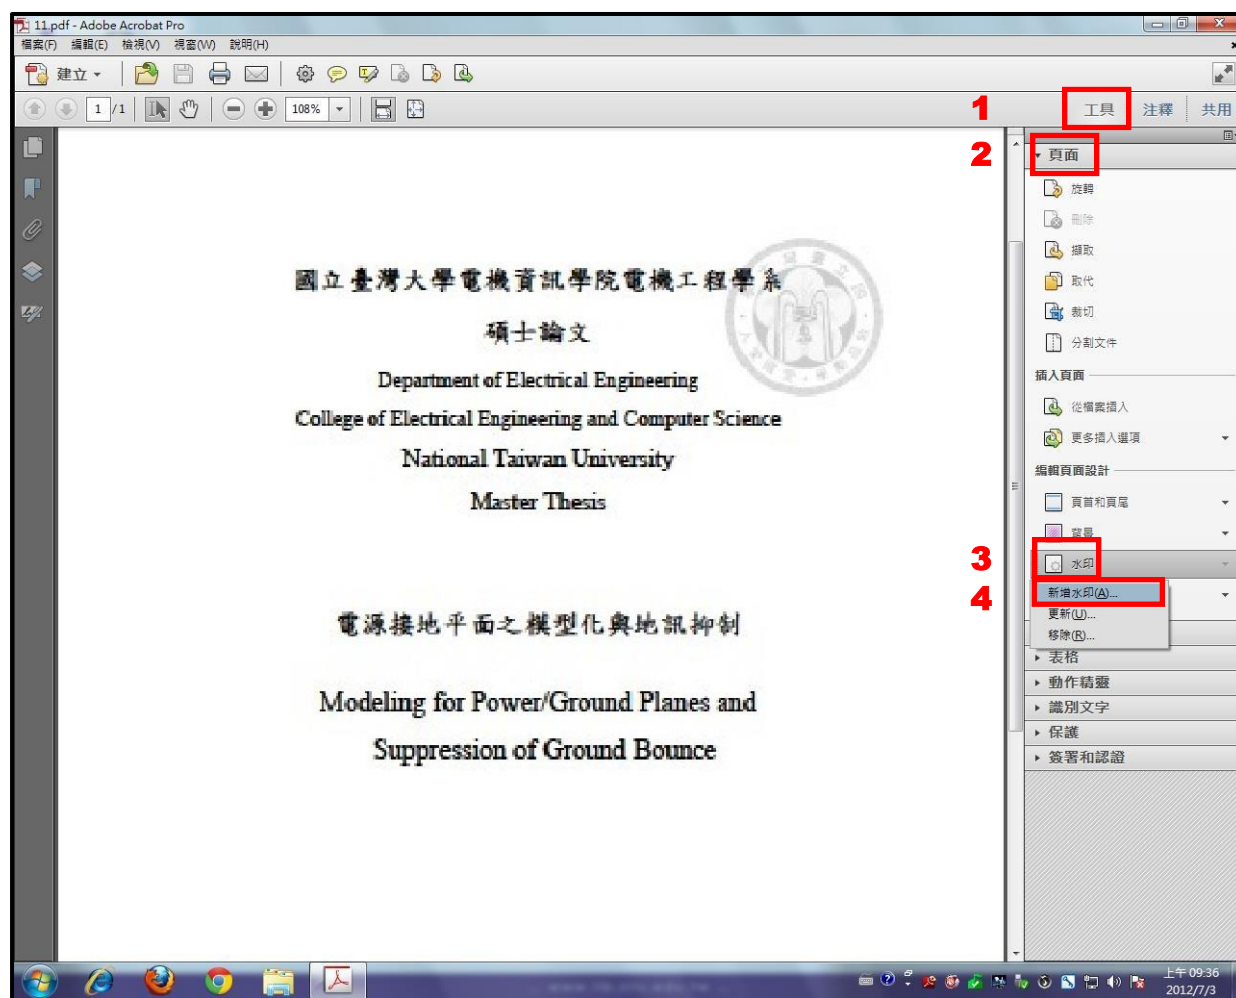 11.pdf - Adobe Acrobat Pro
檔案(F) 編輯(E) 檢視(V) 視窗(W) 說明(H)
建立
1 /1 108% 1 工具 注釋 共用
2 頁面
旋轉
刪除
擷取
取代
裁切
分割文件
插入頁面
從檔案插入
更多插入選項
編輯頁面設計
頁首和頁尾
背景
3 水印
4 新增水印(A)...
更新(U)...
移除(R)...
表格
動作精靈
識別文字
保護
簽署和認證
國立臺灣大學電機資訊學院電機工程學系
碩士論文
Department of Electrical Engineering
College of Electrical Engineering and Computer Science
National Taiwan University
Master Thesis
電源接地平面之模型化與地訊抑制
Modeling for Power/Ground Planes and
Suppression of Ground Bounce
上午 09:36
2012/7/3